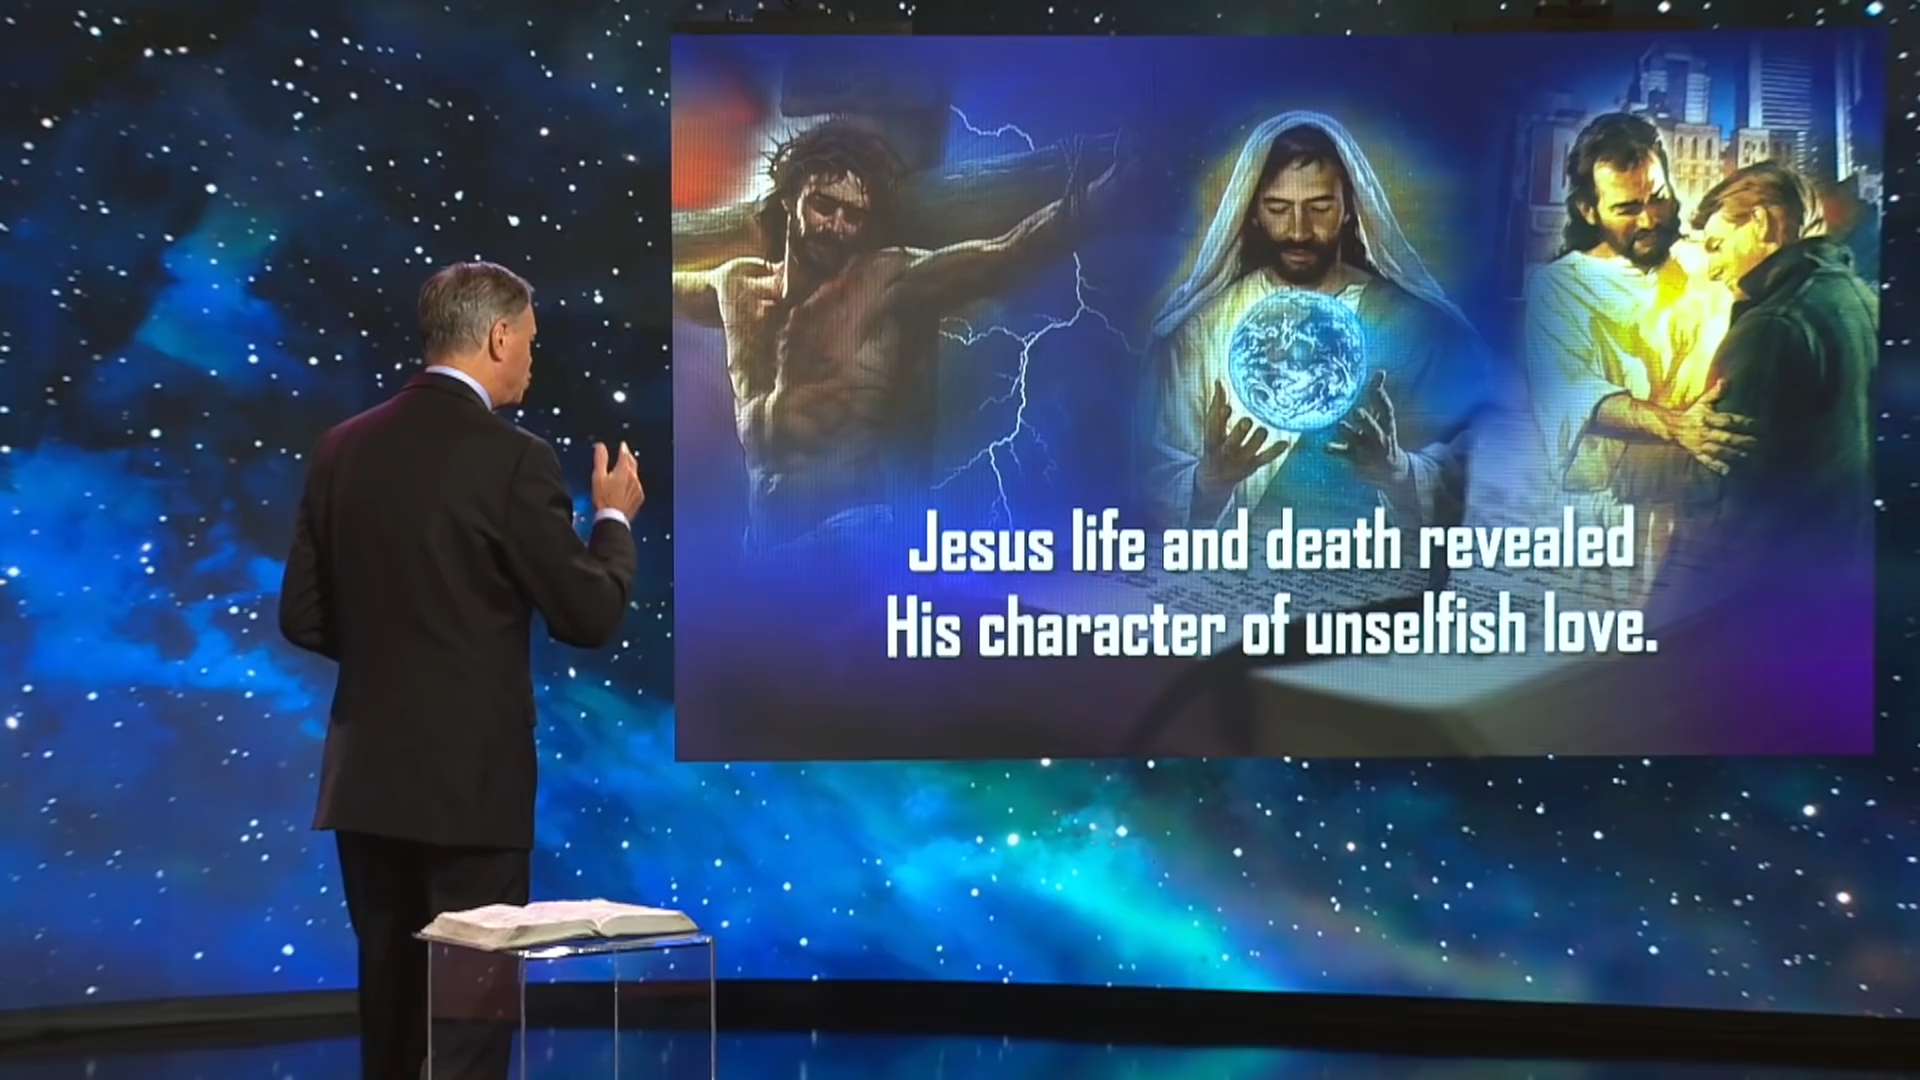 Jesus life and death revealed
His character of unselfish love.